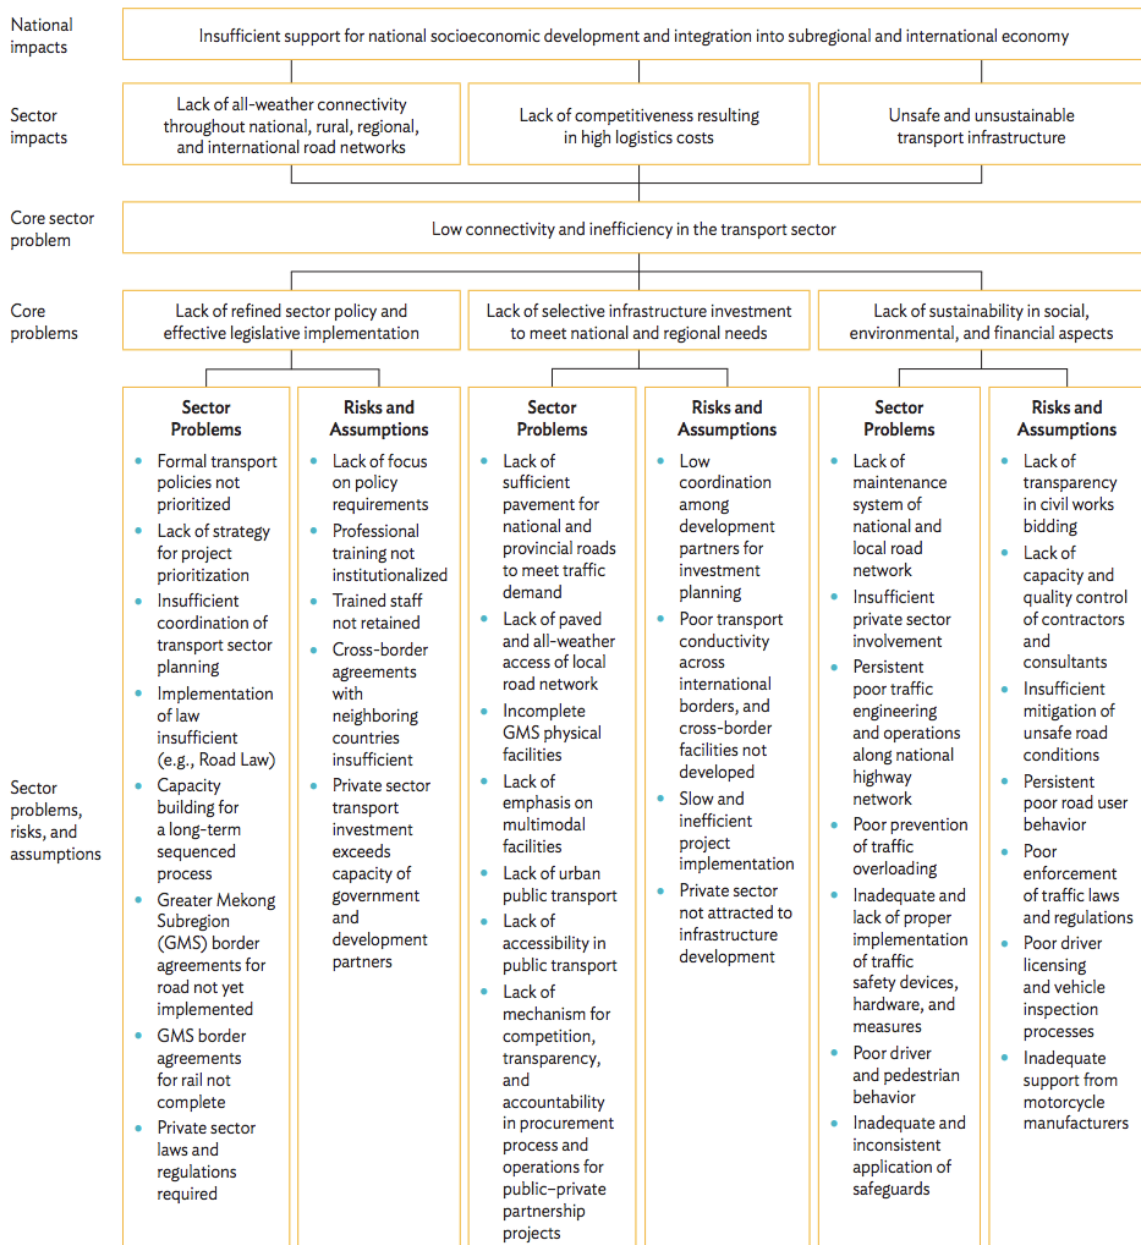 National
impacts
Insufficient support for national socioeconomic development and integration into subregional and international economy
Sector
impacts
Lack of all-weather connectivity
throughout national, rural, regional,
and international road networks
Lack of competitiveness resulting
in high logistics costs
Unsafe and unsustainable
transport infrastructure
Core sector
problem
Low connectivity and inefficiency in the transport sector
Core
problems
Lack of refined sector policy and
effective legislative implementation
Lack of selective infrastructure investment
to meet national and regional needs
Lack of sustainability in social,
environmental, and financial aspects
Sector
problems,
risks, and
assumptions
Sector
Problems
• Formal transport
policies not
prioritized
• Lack of strategy
for project
prioritization
• Insufficient
coordination of
transport sector
planning
• Implementation
of law
insufficient
(e.g., Road Law)
• Capacity
building for
a long-term
sequenced
process
• Greater Mekong
Subregion
(GMS) border
agreements for
road not yet
implemented
• GMS border
agreements
for rail not
complete
• Private sector
laws and
regulations
required
Risks and
Assumptions
• Lack of focus
on policy
requirements
• Professional
training not
institutionalized
• Trained staff
not retained
• Cross-border
agreements
with
neighboring
countries
insufficient
• Private sector
transport
investment
exceeds
capacity of
government
and
development
partners
Sector
Problems
• Lack of
sufficient
pavement for
national and
provincial roads
to meet traffic
demand
• Lack of paved
and all-weather
access of local
road network
• Incomplete
GMS physical
facilities
• Lack of
emphasis on
multimodal
facilities
• Lack of urban
public transport
• Lack of
accessibility in
public transport
• Lack of
mechanism for
competition,
transparency,
and
accountability
in procurement
process and
operations for
public–private
partnership
projects
Risks and
Assumptions
• Low
coordination
among
development
partners for
investment
planning
• Poor transport
conductivity
across
international
borders, and
cross-border
facilities not
developed
• Slow and
inefficient
project
implementation
• Private sector
not attracted to
infrastructure
development
Sector
Problems
• Lack of
maintenance
system of
national and
local road
network
• Insufficient
private sector
involvement
• Persistent
poor traffic
engineering
and operations
along national
highway
network
• Poor prevention
of traffic
overloading
• Inadequate and
lack of proper
implementation
of traffic
safety devices,
hardware, and
measures
• Poor driver
and pedestrian
behavior
• Inadequate and
inconsistent
application of
safeguards
Risks and
Assumptions
• Lack of
transparency
in civil works
bidding
• Lack of
capacity and
quality control
of contractors
and
consultants
• Insufficient
mitigation of
unsafe road
conditions
• Persistent
poor road user
behavior
• Poor
enforcement
of traffic laws
and regulations
• Poor driver
licensing
and vehicle
inspection
processes
• Inadequate
support from
motorcycle
manufacturers